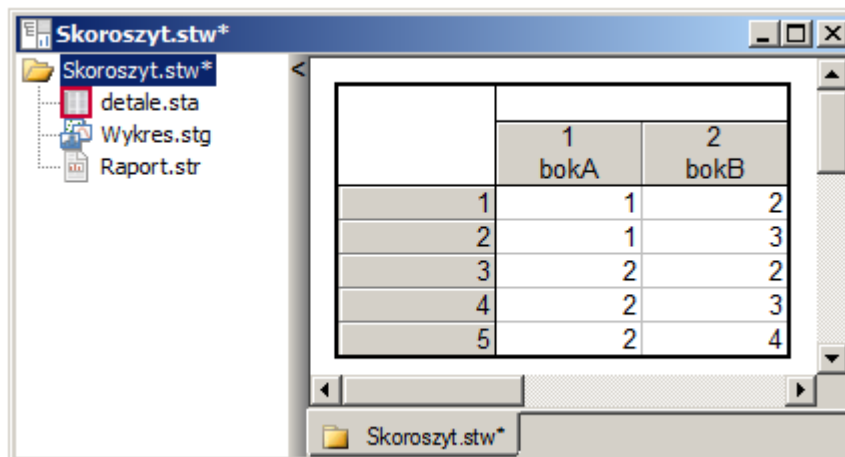 Skoroszyt.stw*
Skoroszyt.stw*
detale.sta
Wykres.stg
Raport.str
<
1 2
bokA bokB
1 1 2
2 1 3
3 2 2
4 2 3
5 2 4
Skoroszyt.stw*